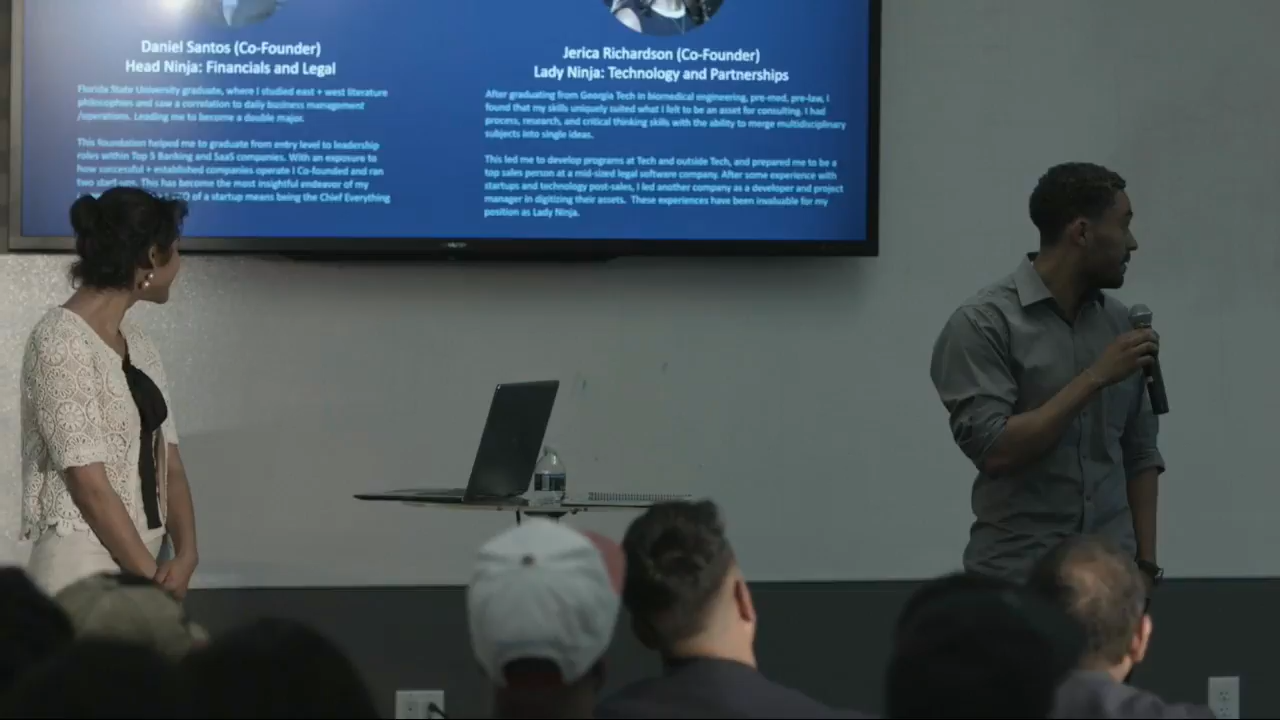 Daniel Santos (Co-Founder)
Head Ninja: Financials and Legal
Florida State University graduate, where I studied east + west literature
philosophies and saw a correlation to daily business management
/operations. Leading me to become a double major.
This foundation helped me to graduate from entry level to leadership
roles within Top 5 Banking and SaaS companies. With an exposure to
how successful + established companies operate I Co-founded and ran
two start-ups. This has become the most insightful endeavor of my
of a startup means being the Chief Everything
Jerica Richardson (Co-Founder)
Lady Ninja: Technology and Partnerships
After graduating from Georgia Tech in biomedical engineering, pre-med, pre-law, I
found that my skills uniquely suited what I felt to be an asset for consulting. I had
process, research, and critical thinking skills with the ability to merge multidisciplinary
subjects into single ideas.
This led me to develop programs at Tech and outside Tech, and prepared me to be a
top sales person at a mid-sized legal software company. After some experience with
startups and technology post-sales, I led another company as a developer and project
manager in digitizing their assets. These experiences have been invaluable for my
position as Lady Ninja.